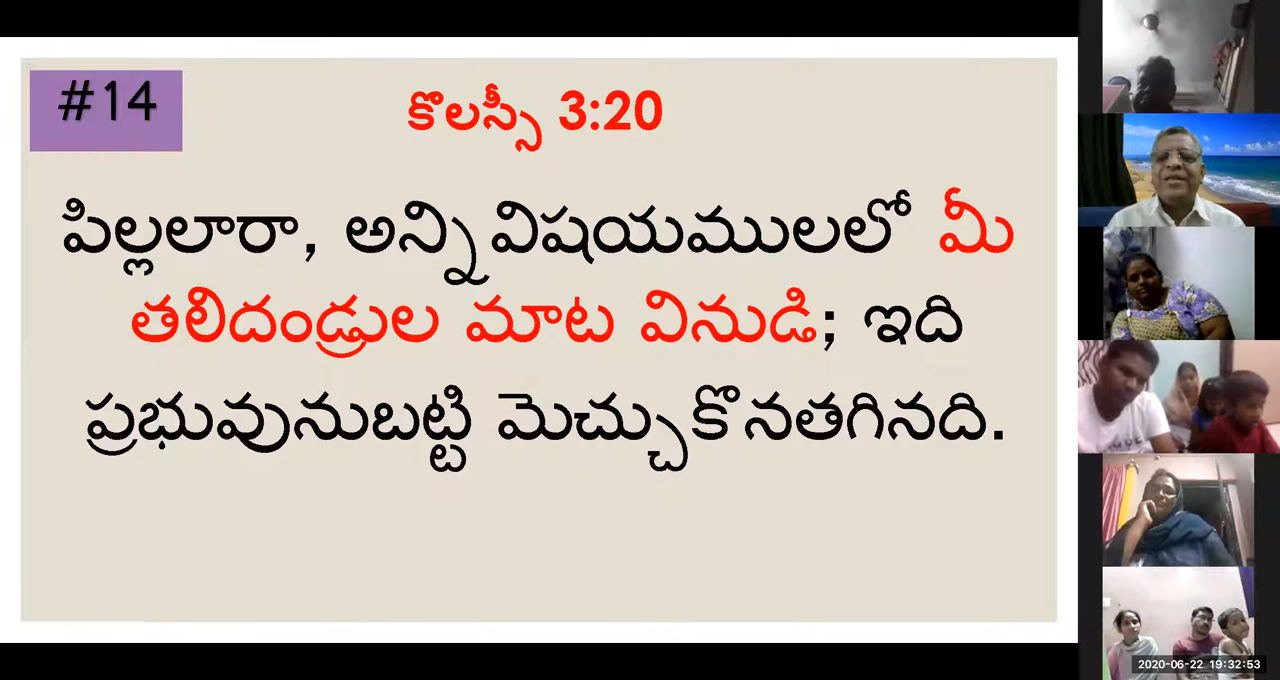 #14
కొలస్సీ 3:20
పిల్లలారా, అన్ని విషయములలో మీ
తలిదండ్రుల మాట వినుడి; ఇది
ప్రభువునుబట్టి మెచ్చుకొనతగినది.
2020-06-22 19:32:53